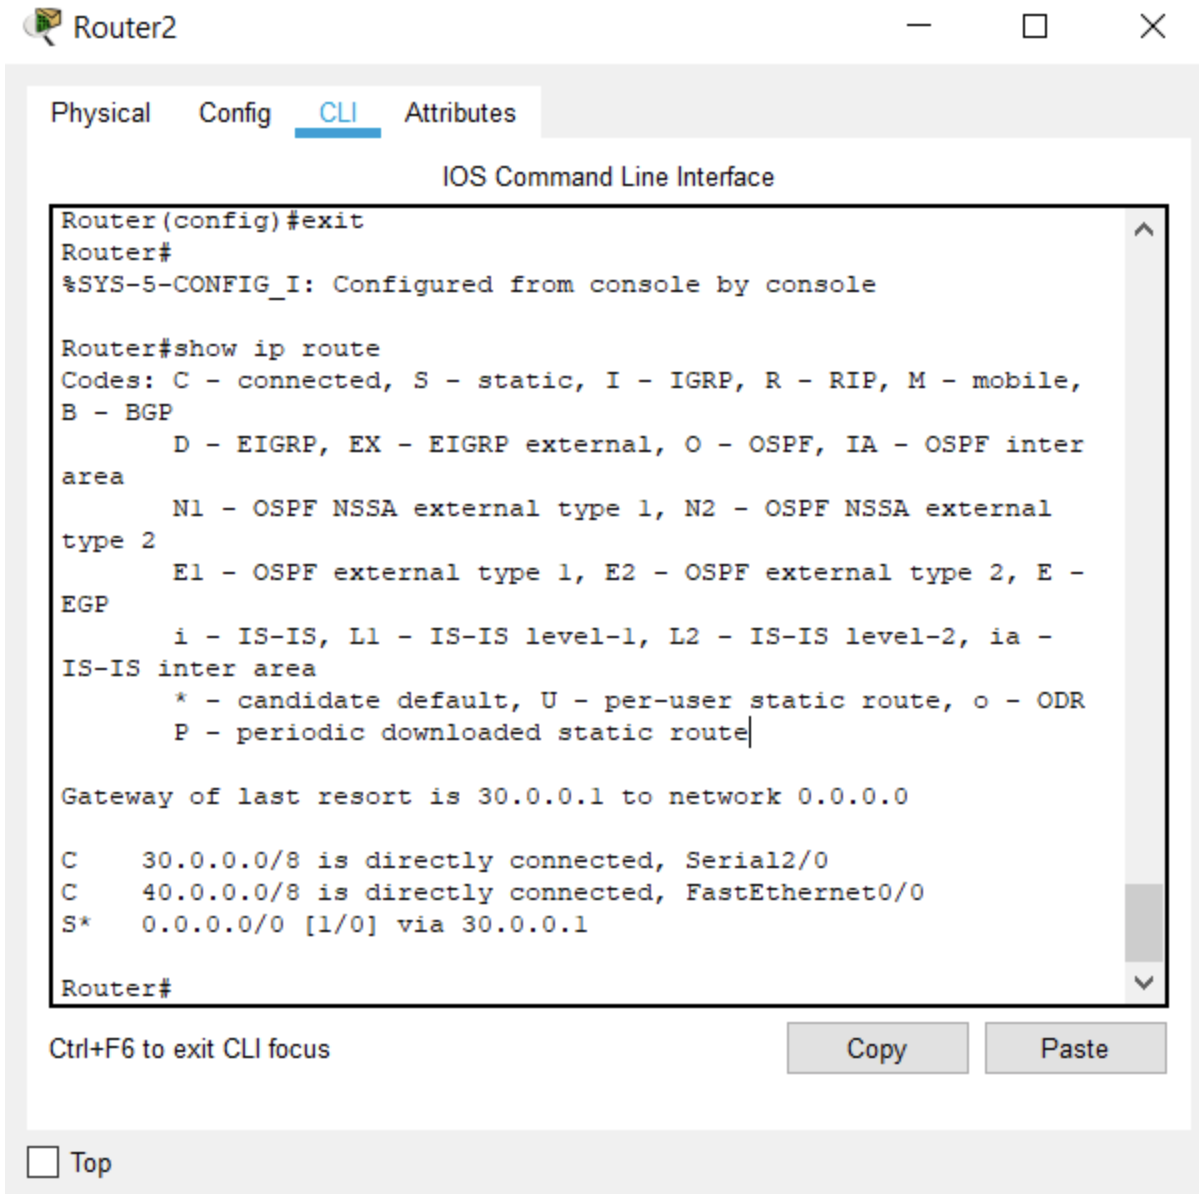 Router2
Physical Config CLI Attributes
IOS Command Line Interface
Router(config)#exit
Router#
%SYS-5-CONFIG_I: Configured from console by console
Router#show ip route
Codes: C - connected, S - static, I - IGRP, R - RIP, M - mobile,
B - BGP
D - EIGRP, EX - EIGRP external, O - OSPF, IA - OSPF inter
area
N1 - OSPF NSSA external type 1, N2 - OSPF NSSA external
type 2
E1 - OSPF external type 1, E2 - OSPF external type 2, E -
EGP
i - IS-IS, L1 - IS-IS level-1, L2 - IS-IS level-2, ia -
IS-IS inter area
* - candidate default, U - per-user static route, o - ODR
P - periodic downloaded static route
Gateway of last resort is 30.0.0.1 to network 0.0.0.0
C 30.0.0.0/8 is directly connected, Serial2/0
C 40.0.0.0/8 is directly connected, FastEthernet0/0
S* 0.0.0.0/0 [1/0] via 30.0.0.1
Router#
Ctrl+F6 to exit CLI focus
Copy Paste
Top